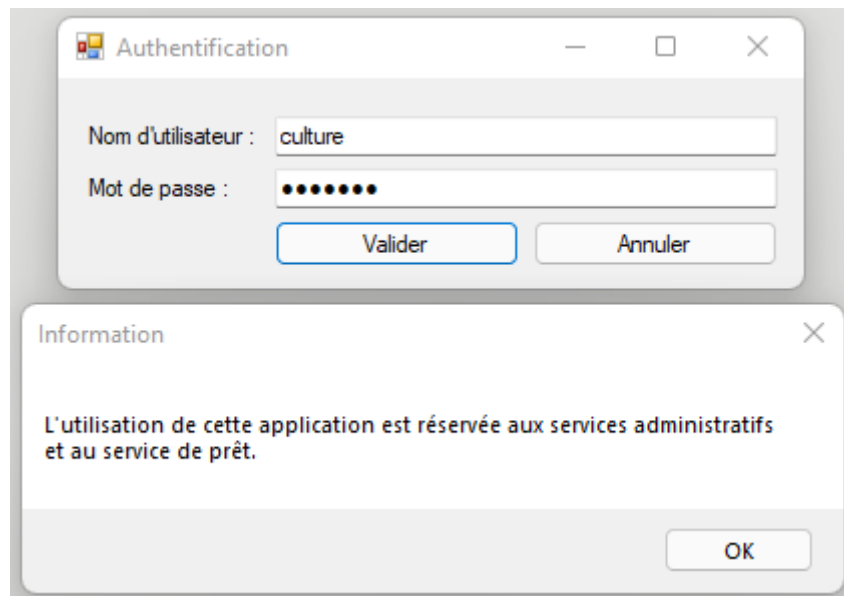 Authentification
Nom d'utilisateur :
culture
Mot de passe :
●●●●●●●
Valider
Annuler
Information
L'utilisation de cette application est réservée aux services administratifs
et au service de prêt.
OK